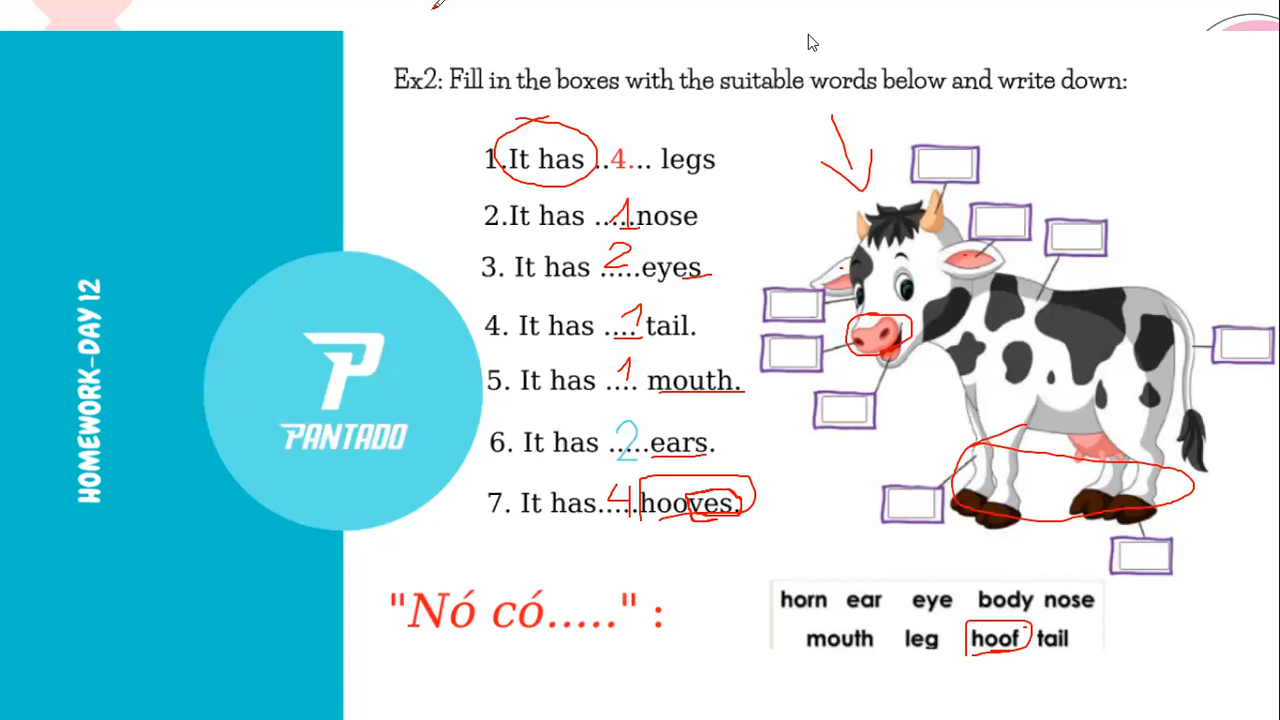 HOMEWORK-DAY 12
PANTADO
Ex2: Fill in the boxes with the suitable words below and write down:
1.It has ..4... legs
2.It has ..1...nose
3. It has ..2...eyes
4. It has ..1.. tail.
5. It has ..1.. mouth.
6. It has ..2...ears.
7. It has..4...hooves.
"Nó có....." :
horn ear eye body nose
mouth leg hoof tail